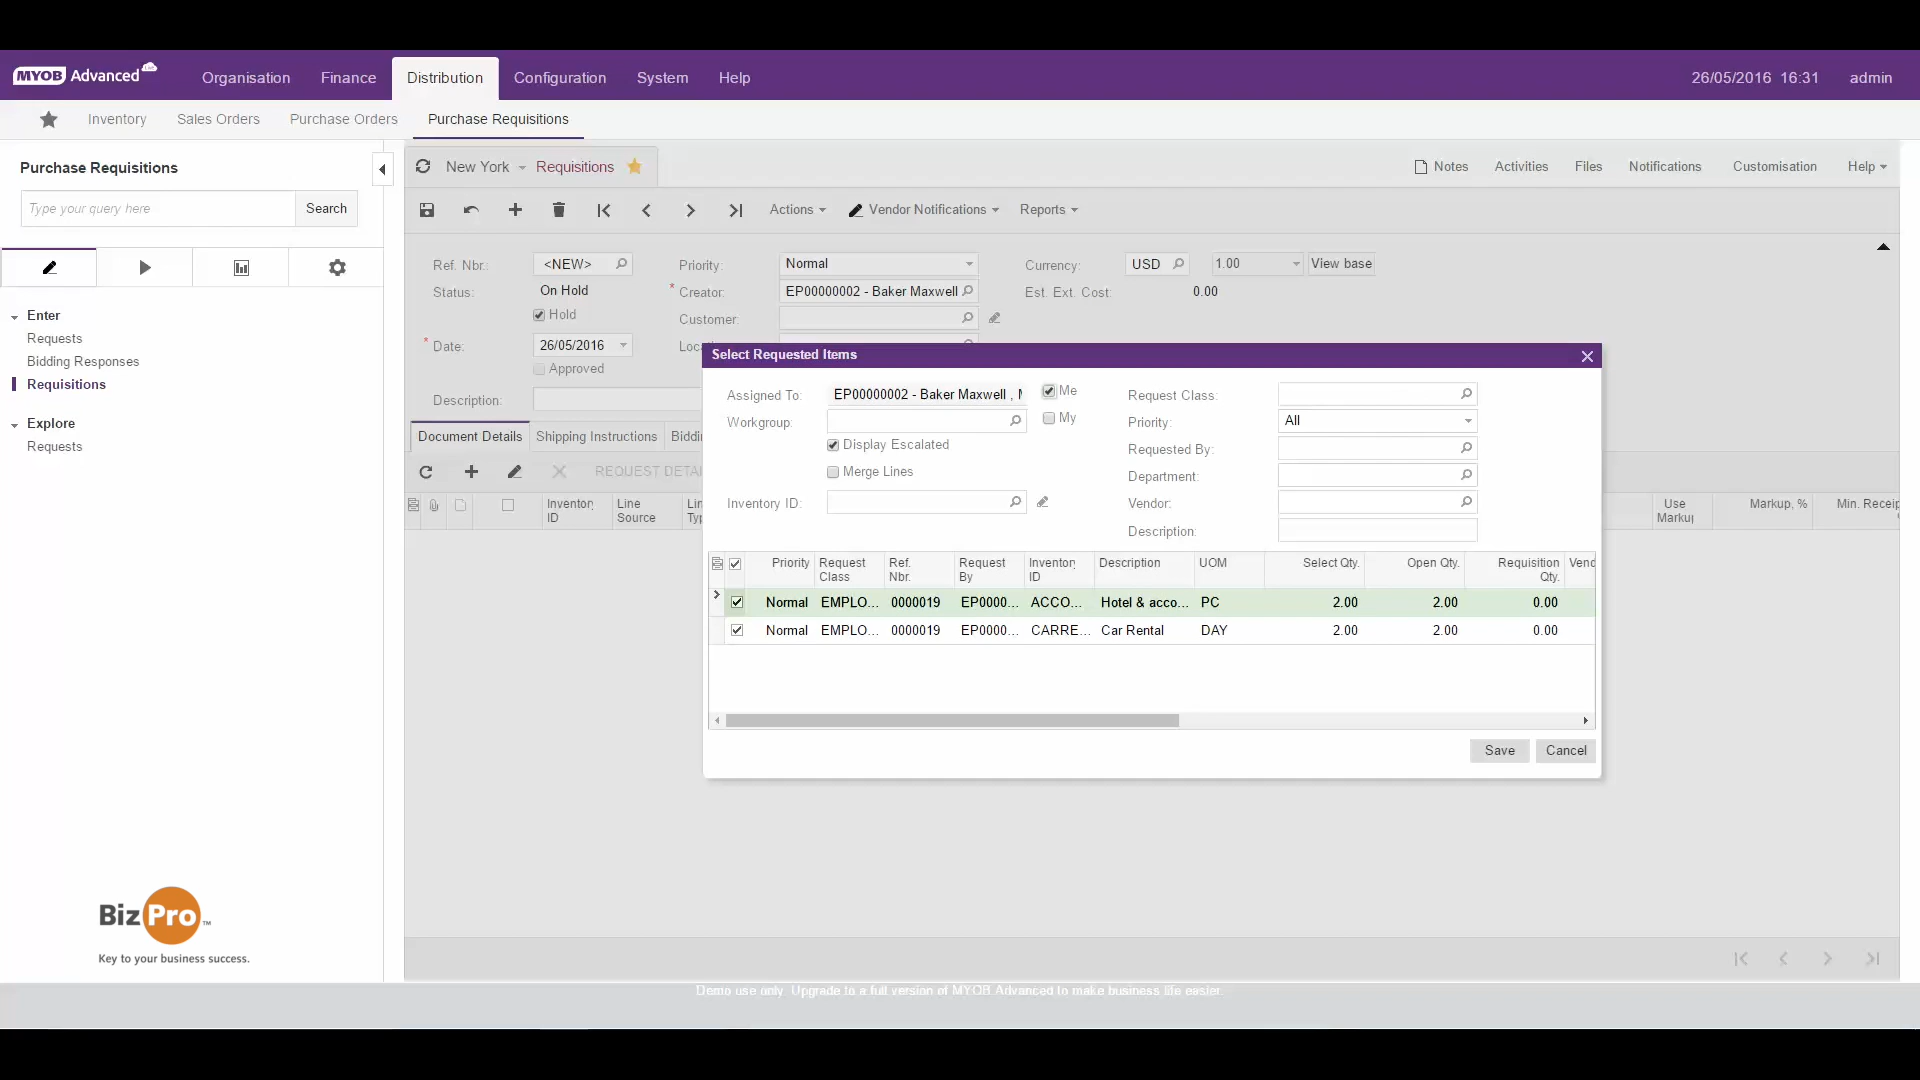 MYOB Advanced
Organisation Finance Distribution Configuration System Help 26/05/2016 16:31 admin
Inventory Sales Orders Purchase Orders Purchase Requisitions
Purchase Requisitions
Type your query here Search
Enter
Requests
Bidding Responses
Requisitions
Explore
Requests
BizPro™
Key to your business success.
New York Requisitions Notes Activities Files Notifications Customisation Help
Actions Vendor Notifications Reports
Ref. Nbr.: <NEW> Priority: Normal Currency: USD 1.00 View base
Status: On Hold * Creator: EP00000002 - Baker Maxwell Est. Ext. Cost: 0.00
Hold Customer:
* Date: 26/05/2016 Loc
Approved
Description:
Document Details Shipping Instructions Biddi
REQUEST DETA
Inventory ID Line Source Lin Typ Use Marku Markup, % Min. Receip
Select Requested Items
Assigned To: EP00000002 - Baker Maxwell , Me Request Class:
Workgroup: My Priority: All
Display Escalated Requested By:
Merge Lines Department:
Inventory ID: Vendor:
Description:
Priority Request Class Ref. Nbr. Request By Inventory ID Description UOM Select Qty. Open Qty. Requisition Qty. Vend
Normal EMPLO... 0000019 EP0000... ACCO... Hotel & acco... PC 2.00 2.00 0.00
Normal EMPLO... 0000019 EP0000... CARRE... Car Rental DAY 2.00 2.00 0.00
Save Cancel
Demo use only. Upgrade to a full version of MYOB Advanced to make business life easier.